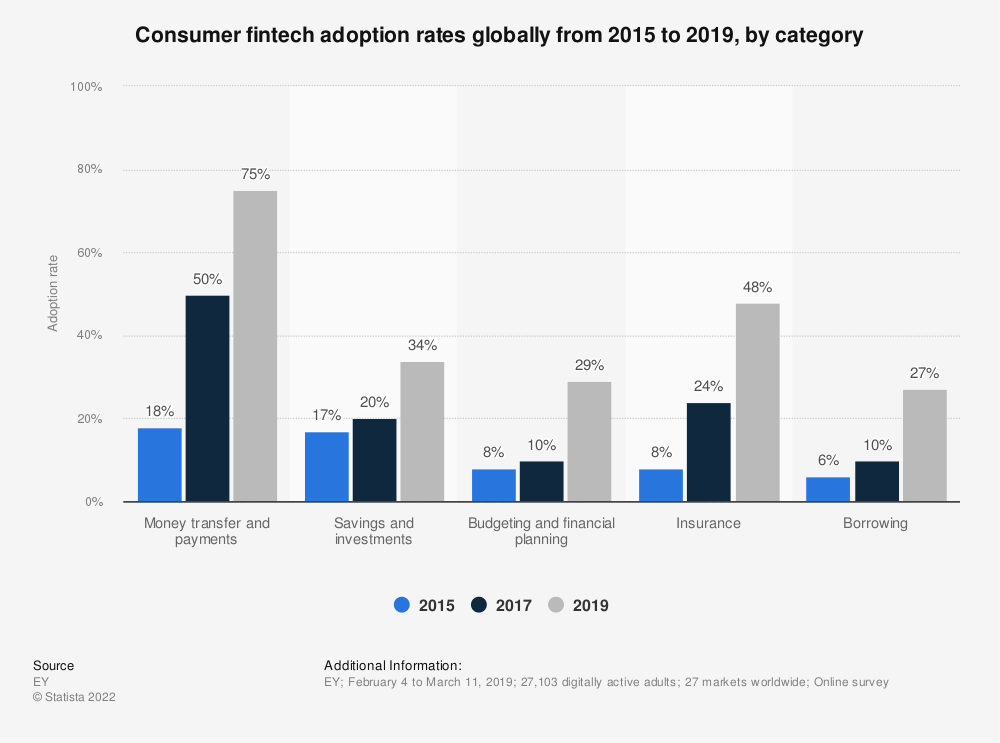 Consumer fintech adoption rates globally from 2015 to 2019, by category
Adoption rate
100%
80%
60%
40%
20%
0%
18%
50%
75%
17%
20%
34%
8%
10%
29%
8%
24%
48%
6%
10%
27%
Money transfer and
payments
Savings and
investments
Budgeting and financial
planning
Insurance
Borrowing
2015 2017 2019
Source
EY
© Statista 2022
Additional Information:
EY; February 4 to March 11, 2019; 27,103 digitally active adults; 27 markets worldwide; Online survey